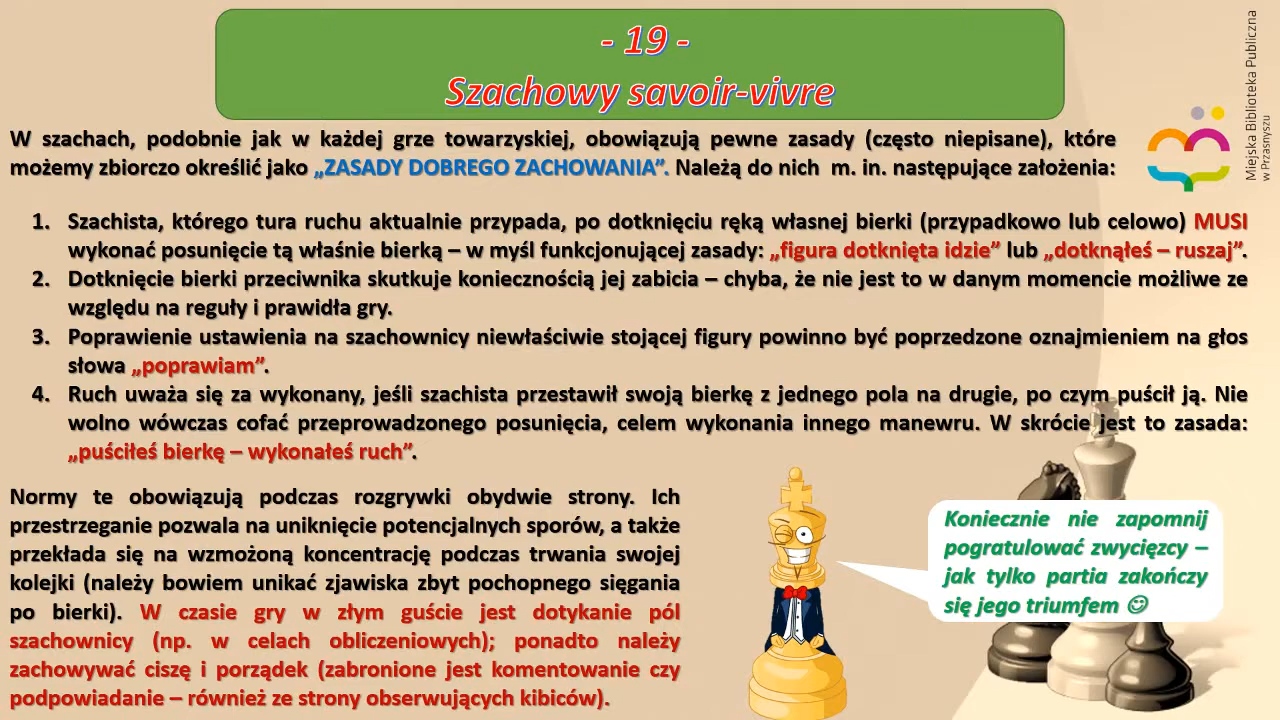 - 19 -
Szachowy savoir-vivre
W szachach, podobnie jak w każdej grze towarzyskiej, obowiązują pewne zasady (często niepisane), które
możemy zbiorczo określić jako „ZASADY DOBREGO ZACHOWANIA”. Należą do nich m. in. następujące założenia:
1. Szachista, którego tura ruchu aktualnie przypada, po dotknięciu ręką własnej bierki (przypadkowo lub celowo) MUSI
wykonać posunięcie tą właśnie bierką – w myśl funkcjonującej zasady: „figura dotknięta idzie” lub „dotknąłeś – ruszaj”.
2. Dotknięcie bierki przeciwnika skutkuje koniecznością jej zabicia – chyba, że nie jest to w danym momencie możliwe ze
względu na reguły i prawidła gry.
3. Poprawienie ustawienia na szachownicy niewłaściwie stojącej figury powinno być poprzedzone oznajmieniem na głos
słowa „poprawiam”.
4. Ruch uważa się za wykonany, jeśli szachista przestawił swoją bierkę z jednego pola na drugie, po czym puścił ją. Nie
wolno wówczas cofać przeprowadzonego posunięcia, celem wykonania innego manewru. W skrócie jest to zasada:
„puściłeś bierkę – wykonałeś ruch”.
Normy te obowiązują podczas rozgrywki obydwie strony. Ich
przestrzeganie pozwala na uniknięcie potencjalnych sporów, a także
przekłada się na wzmożoną koncentrację podczas trwania swojej
kolejki (należy bowiem unikać zjawiska zbyt pochopnego sięgania
po bierki). W czasie gry w złym guście jest dotykanie pól
szachownicy (np. w celach obliczeniowych); ponadto należy
zachowywać ciszę i porządek (zabronione jest komentowanie czy
podpowiadanie – również ze strony obserwujących kibiców).
Koniecznie nie zapomnij
pogratulować zwycięzcy –
jak tylko partia zakończy
się jego triumfem ☺
Miejska Biblioteka Publiczna
w Przasnyszu